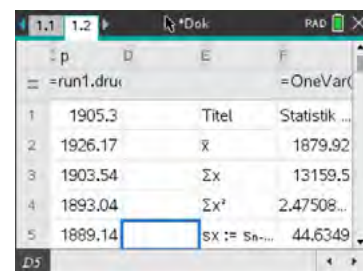 1.1 1.2 *Dok PAD
p D E F
= =run1.druc =OneVar(
1 1905.3 Titel Statistik ...
2 1926.17 x̄ 1879.92
3 1903.54 Σx 13159.5
4 1893.04 Σx² 2.47508...
5 1889.14 sx := sn-... 44.6349
D5